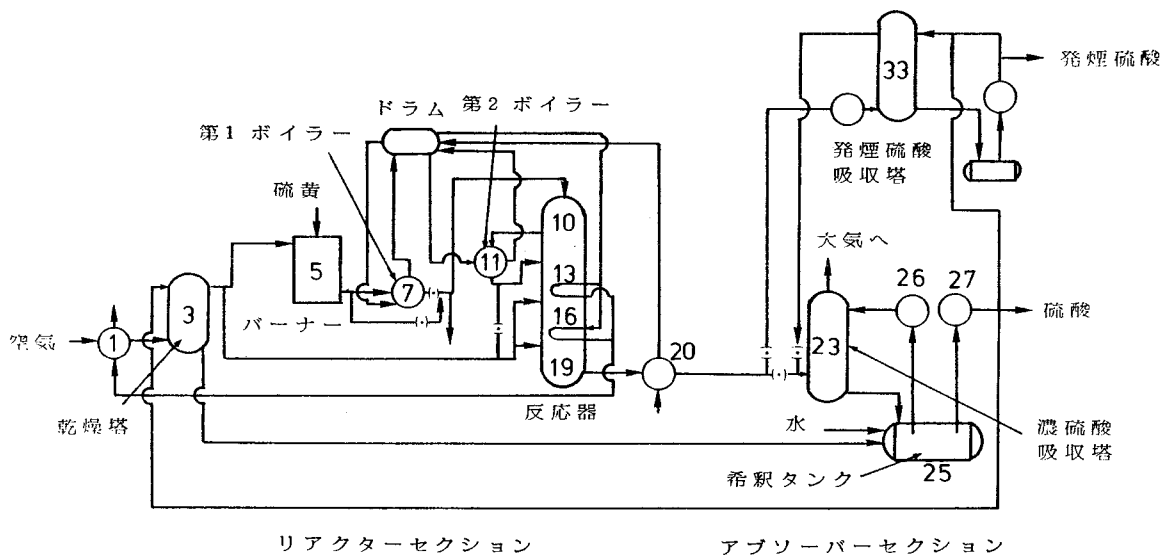 33
発煙硫酸
発煙硫酸
吸収塔
ドラム
第2 ボイラー
第1 ボイラー
硫黄
10
11
5
7
13
16
19
バーナー
3
空気
1
乾燥塔
反応器
20
大気へ
26
27
硫酸
23
水
濃硫酸
吸収塔
希釈タンク
25
リアクターセクション
アブソーバーセクション